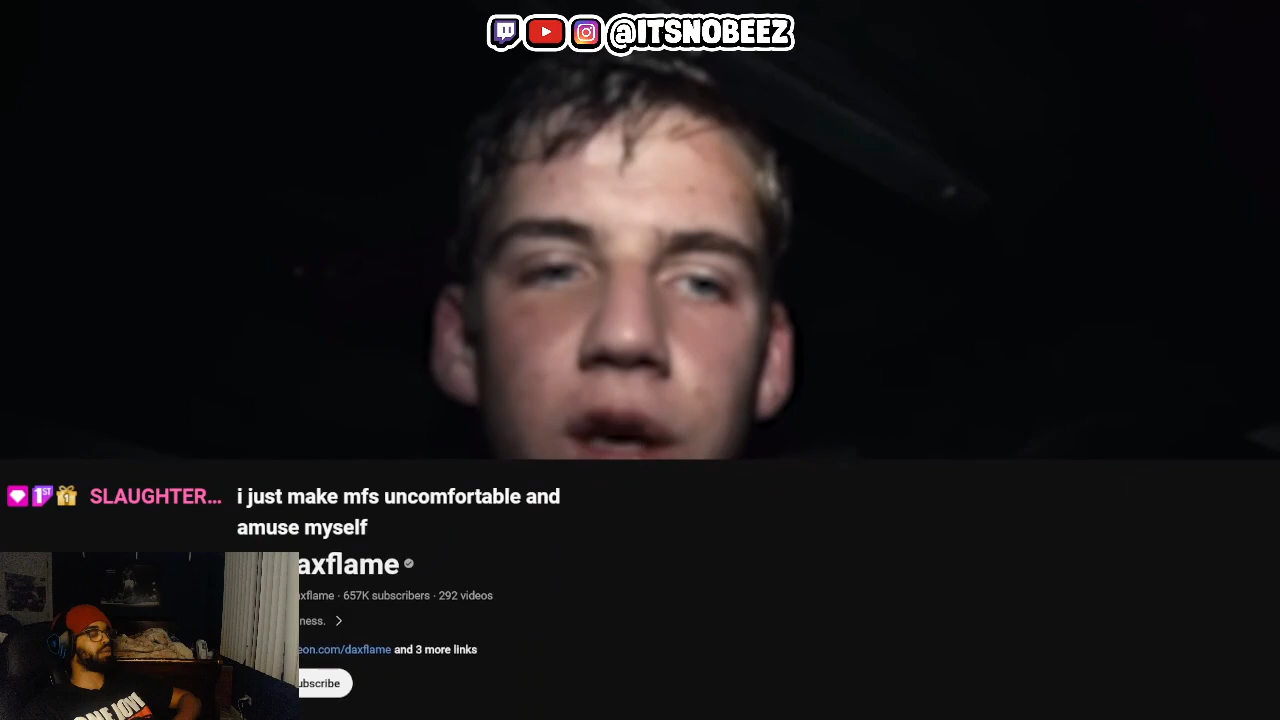 @ITSNOBEEZ
SLAUGHTER... i just make mfs uncomfortable and
amuse myself
axflame
xflame · 657K subscribers · 292 videos
ness.
eon.com/daxflame and 3 more links
ubscribe